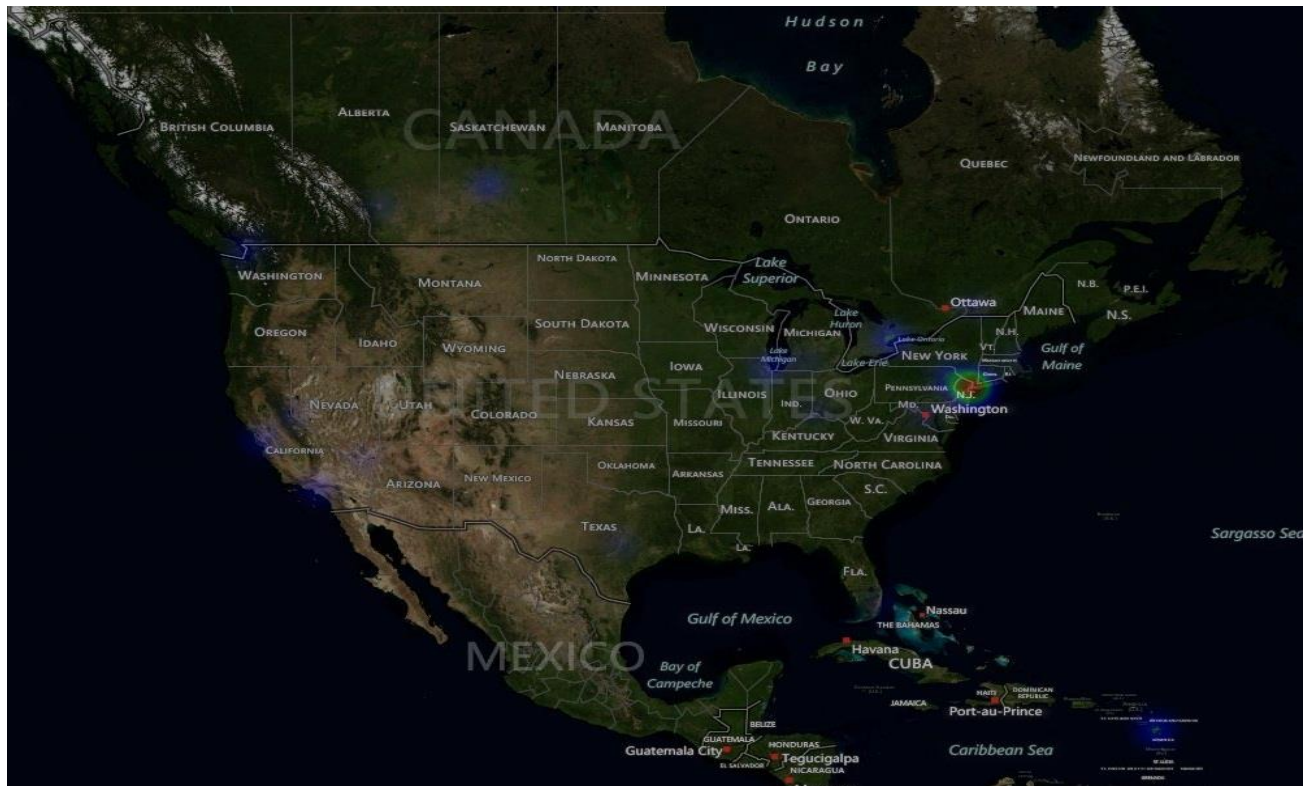 Hudson
Bay
ALBERTA
CANADA
BRITISH COLUMBIA
SASKATCHEWAN
MANITOBA
QUEBEC
NEWFOUNDLAND AND LABRADOR
ONTARIO
NORTH DAKOTA
Lake
Superior
WASHINGTON
MONTANA
MINNESOTA
N.B.
P.E.I.
Ottawa
MAINE
N.S.
Lake
Huron
SOUTH DAKOTA
WISCONSIN
MICHIGAN
OREGON
IDAHO
WYOMING
Lake Ontario
N.H.
VT.
Gulf of
Maine
Lake
Michigan
Lake Erie
NEW YORK
IOWA
NEBRASKA
UNITED STATES
PENNSYLVANIA
N.J.
NEVADA
UTAH
COLORADO
ILLINOIS
IND.
OHIO
MD.
Washington
KANSAS
MISSOURI
W. VA.
VIRGINIA
KENTUCKY
CALIFORNIA
OKLAHOMA
TENNESSEE
NORTH CAROLINA
ARIZONA
NEW MEXICO
ARKANSAS
S.C.
MISS.
ALA.
GEORGIA
TEXAS
LA.
LA.
Sargasso Sea
FLA.
Gulf of Mexico
Nassau
THE BAHAMAS
MEXICO
Havana
CUBA
Bay of
Campeche
HAITI
DOMINICAN
REPUBLIC
JAMAICA
Port-au-Prince
BELIZE
GUATEMALA
Guatemala City
HONDURAS
Tegucigalpa
EL SALVADOR
NICARAGUA
Caribbean Sea